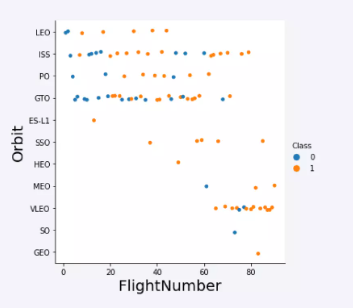 LEO
ISS
PO
GTO
ES-L1
SSO
HEO
MEO
VLEO
SO
GEO
Orbit
0
20
40
60
80
FlightNumber
Class
0
1